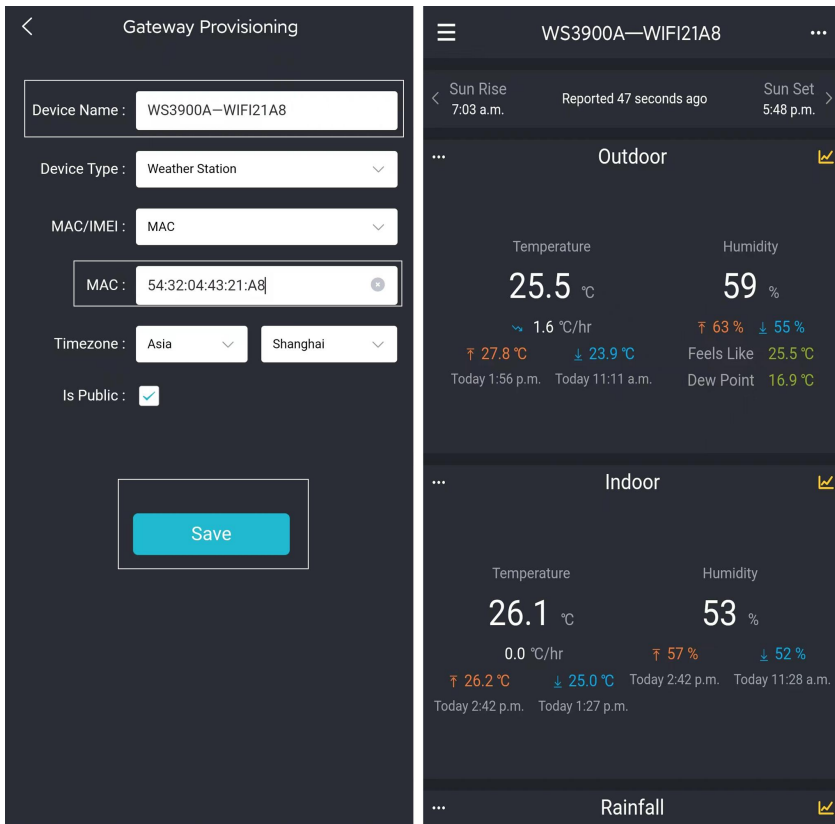 Gateway Provisioning
Device Name : WS3900A—WIFI21A8
Device Type : Weather Station
MAC/IMEI : MAC
MAC : 54:32:04:43:21:A8
Timezone : Asia Shanghai
Is Public :
Save
WS3900A—WIFI21A8
Sun Rise
7:03 a.m.
Reported 47 seconds ago
Sun Set
5:48 p.m.
Outdoor
Temperature Humidity
25.5 ℃ 59 %
1.6 ℃/hr 63 % 55 %
27.8 ℃ 23.9 ℃ Feels Like 25.5 ℃
Today 1:56 p.m. Today 11:11 a.m. Dew Point 16.9 ℃
Indoor
Temperature Humidity
26.1 ℃ 53 %
0.0 ℃/hr 57 % 52 %
26.2 ℃ 25.0 ℃ Today 2:42 p.m. Today 11:28 a.m.
Today 2:42 p.m. Today 1:27 p.m.
Rainfall